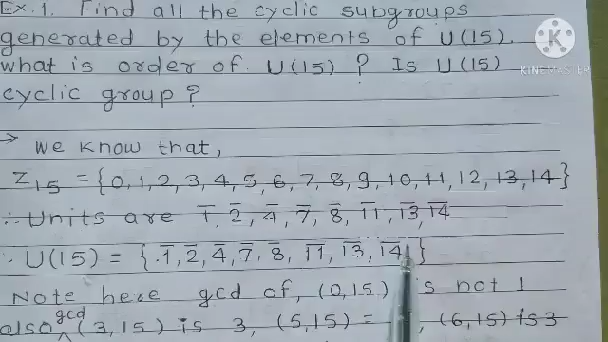 Ex.1. Find all the cyclic subgroups
generated by the elements of U(15).
what is order of U(15) ? Is U(15)
cyclic group ?
KINEMASTER
→ We know that,
Z₁₅ = {0, 1, 2, 3, 4, 5, 6, 7, 8, 9, 10, 11, 12, 13, 14}
∴ Units are 1̅, 2̅, 4̅, 7̅, 8̅, 1̅1̅, 1̅3̅, 1̅4̅
∴ U(15) = { 1̅, 2̅, 4̅, 7̅, 8̅, 1̅1̅, 1̅3̅, 1̅4̅ }
Note here gcd of, (0,15) is not 1
also gcd (3,15) is 3, (5,15) = , (6,15) is 3